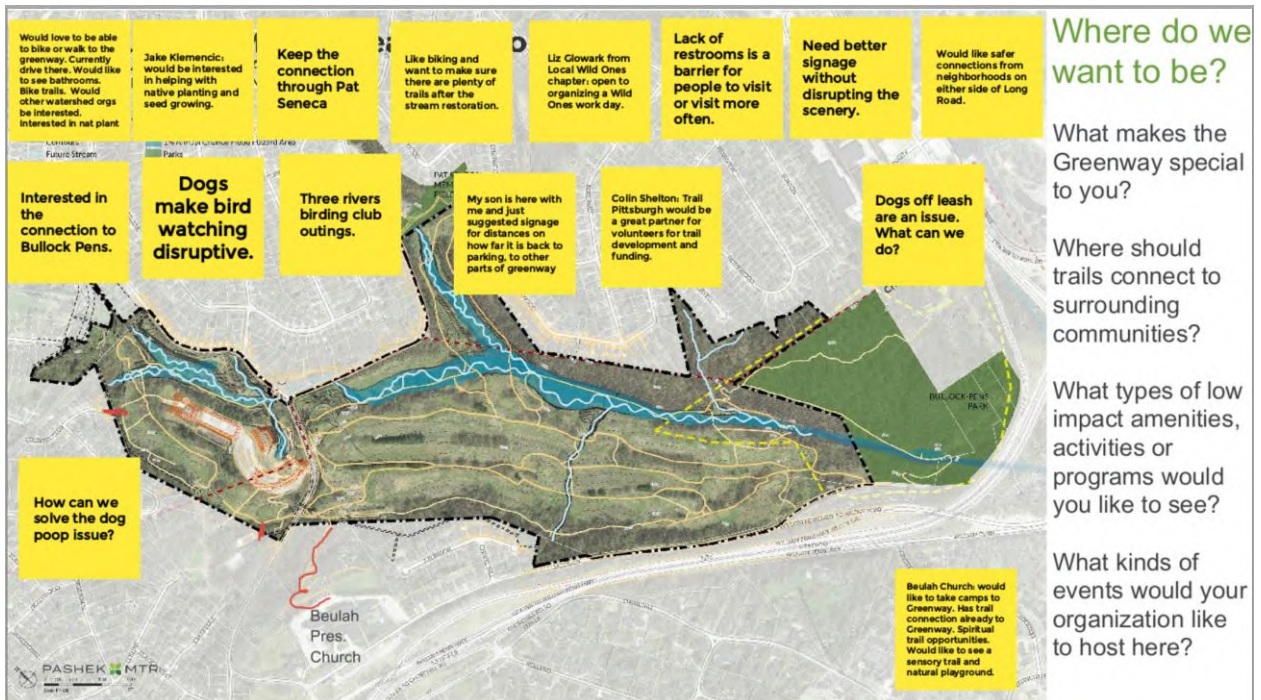 Would love to be able
to bike or walk to the
greenway. Currently
drive there. Would like
to see bathrooms.
Bike trails. Would
other watershed orgs
be interested.
Interested in nat plant
Jake Klemencic:
would be interested
in helping with
native planting and
seed growing.
Keep the
connection
through Pat
Seneca
Like biking and
want to make sure
there are plenty of
trails after the
stream restoration.
Liz Glowark from
Local Wild Ones
chapter: open to
organizing a Wild
Ones work day.
Lack of
restrooms is a
barrier for
people to visit
or visit more
often.
Need better
signage
without
disrupting the
scenery.
Would like safer
connections from
neighborhoods on
either side of Long
Road.
Future Stream
Parks
Interested in
the
connection to
Bullock Pens.
Dogs
make bird
watching
disruptive.
Three rivers
birding club
outings.
My son is here with
me and just
suggested signage
for distances on
how far it is back to
parking, to other
parts of greenway
Colin Shelton: Trail
Pittsburgh would be
a great partner for
volunteers for trail
development and
funding.
Dogs off leash
are an issue.
What can we
do?
BULLOCK PENS
PARK
How can we
solve the dog
poop issue?
Beulah
Pres.
Church
Beulah Church: would
like to take camps to
Greenway. Has trail
connection already to
Greenway. Spiritual
trail opportunities.
Would like to see a
sensory trail and
natural playground.
PASHEK MTR
Where do we
want to be?
What makes the
Greenway special
to you?
Where should
trails connect to
surrounding
communities?
What types of low
impact amenities,
activities or
programs would
you like to see?
What kinds of
events would your
organization like
to host here?